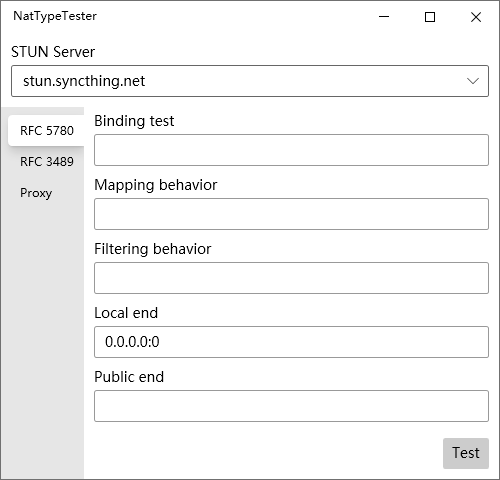 NatTypeTester
STUN Server
stun.syncthing.net
RFC 5780
RFC 3489
Proxy
Binding test
Mapping behavior
Filtering behavior
Local end
0.0.0.0:0
Public end
Test